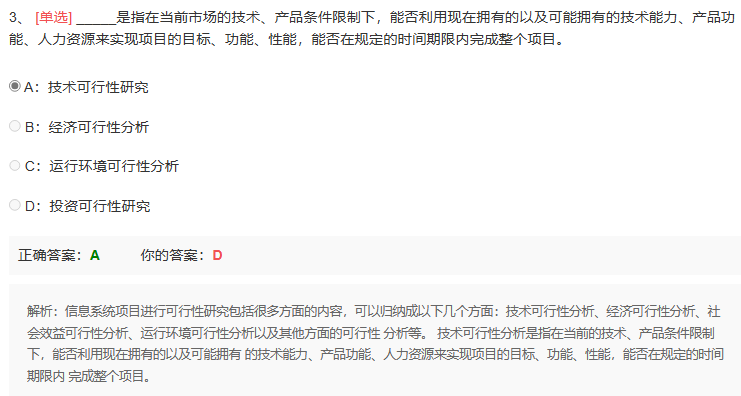 3、 [单选] ______是指在当前市场的技术、产品条件限制下，能否利用现在拥有的以及可能拥有的技术能力、产品功
能、人力资源来实现项目的目标、功能、性能，能否在规定的时间期限内完成整个项目。
A：技术可行性研究
B：经济可行性分析
C：运行环境可行性分析
D：投资可行性研究
正确答案：A 你的答案：D
解析：信息系统项目进行可行性研究包括很多方面的内容，可以归纳成以下几个方面：技术可行性分析、经济可行性分析、社
会效益可行性分析、运行环境可行性分析以及其他方面的可行性 分析等。 技术可行性分析是指在当前的技术、产品条件限制
下，能否利用现在拥有的以及可能拥有 的技术能力、产品功能、人力资源来实现项目的目标、功能、性能，能否在规定的时间
期限内 完成整个项目。